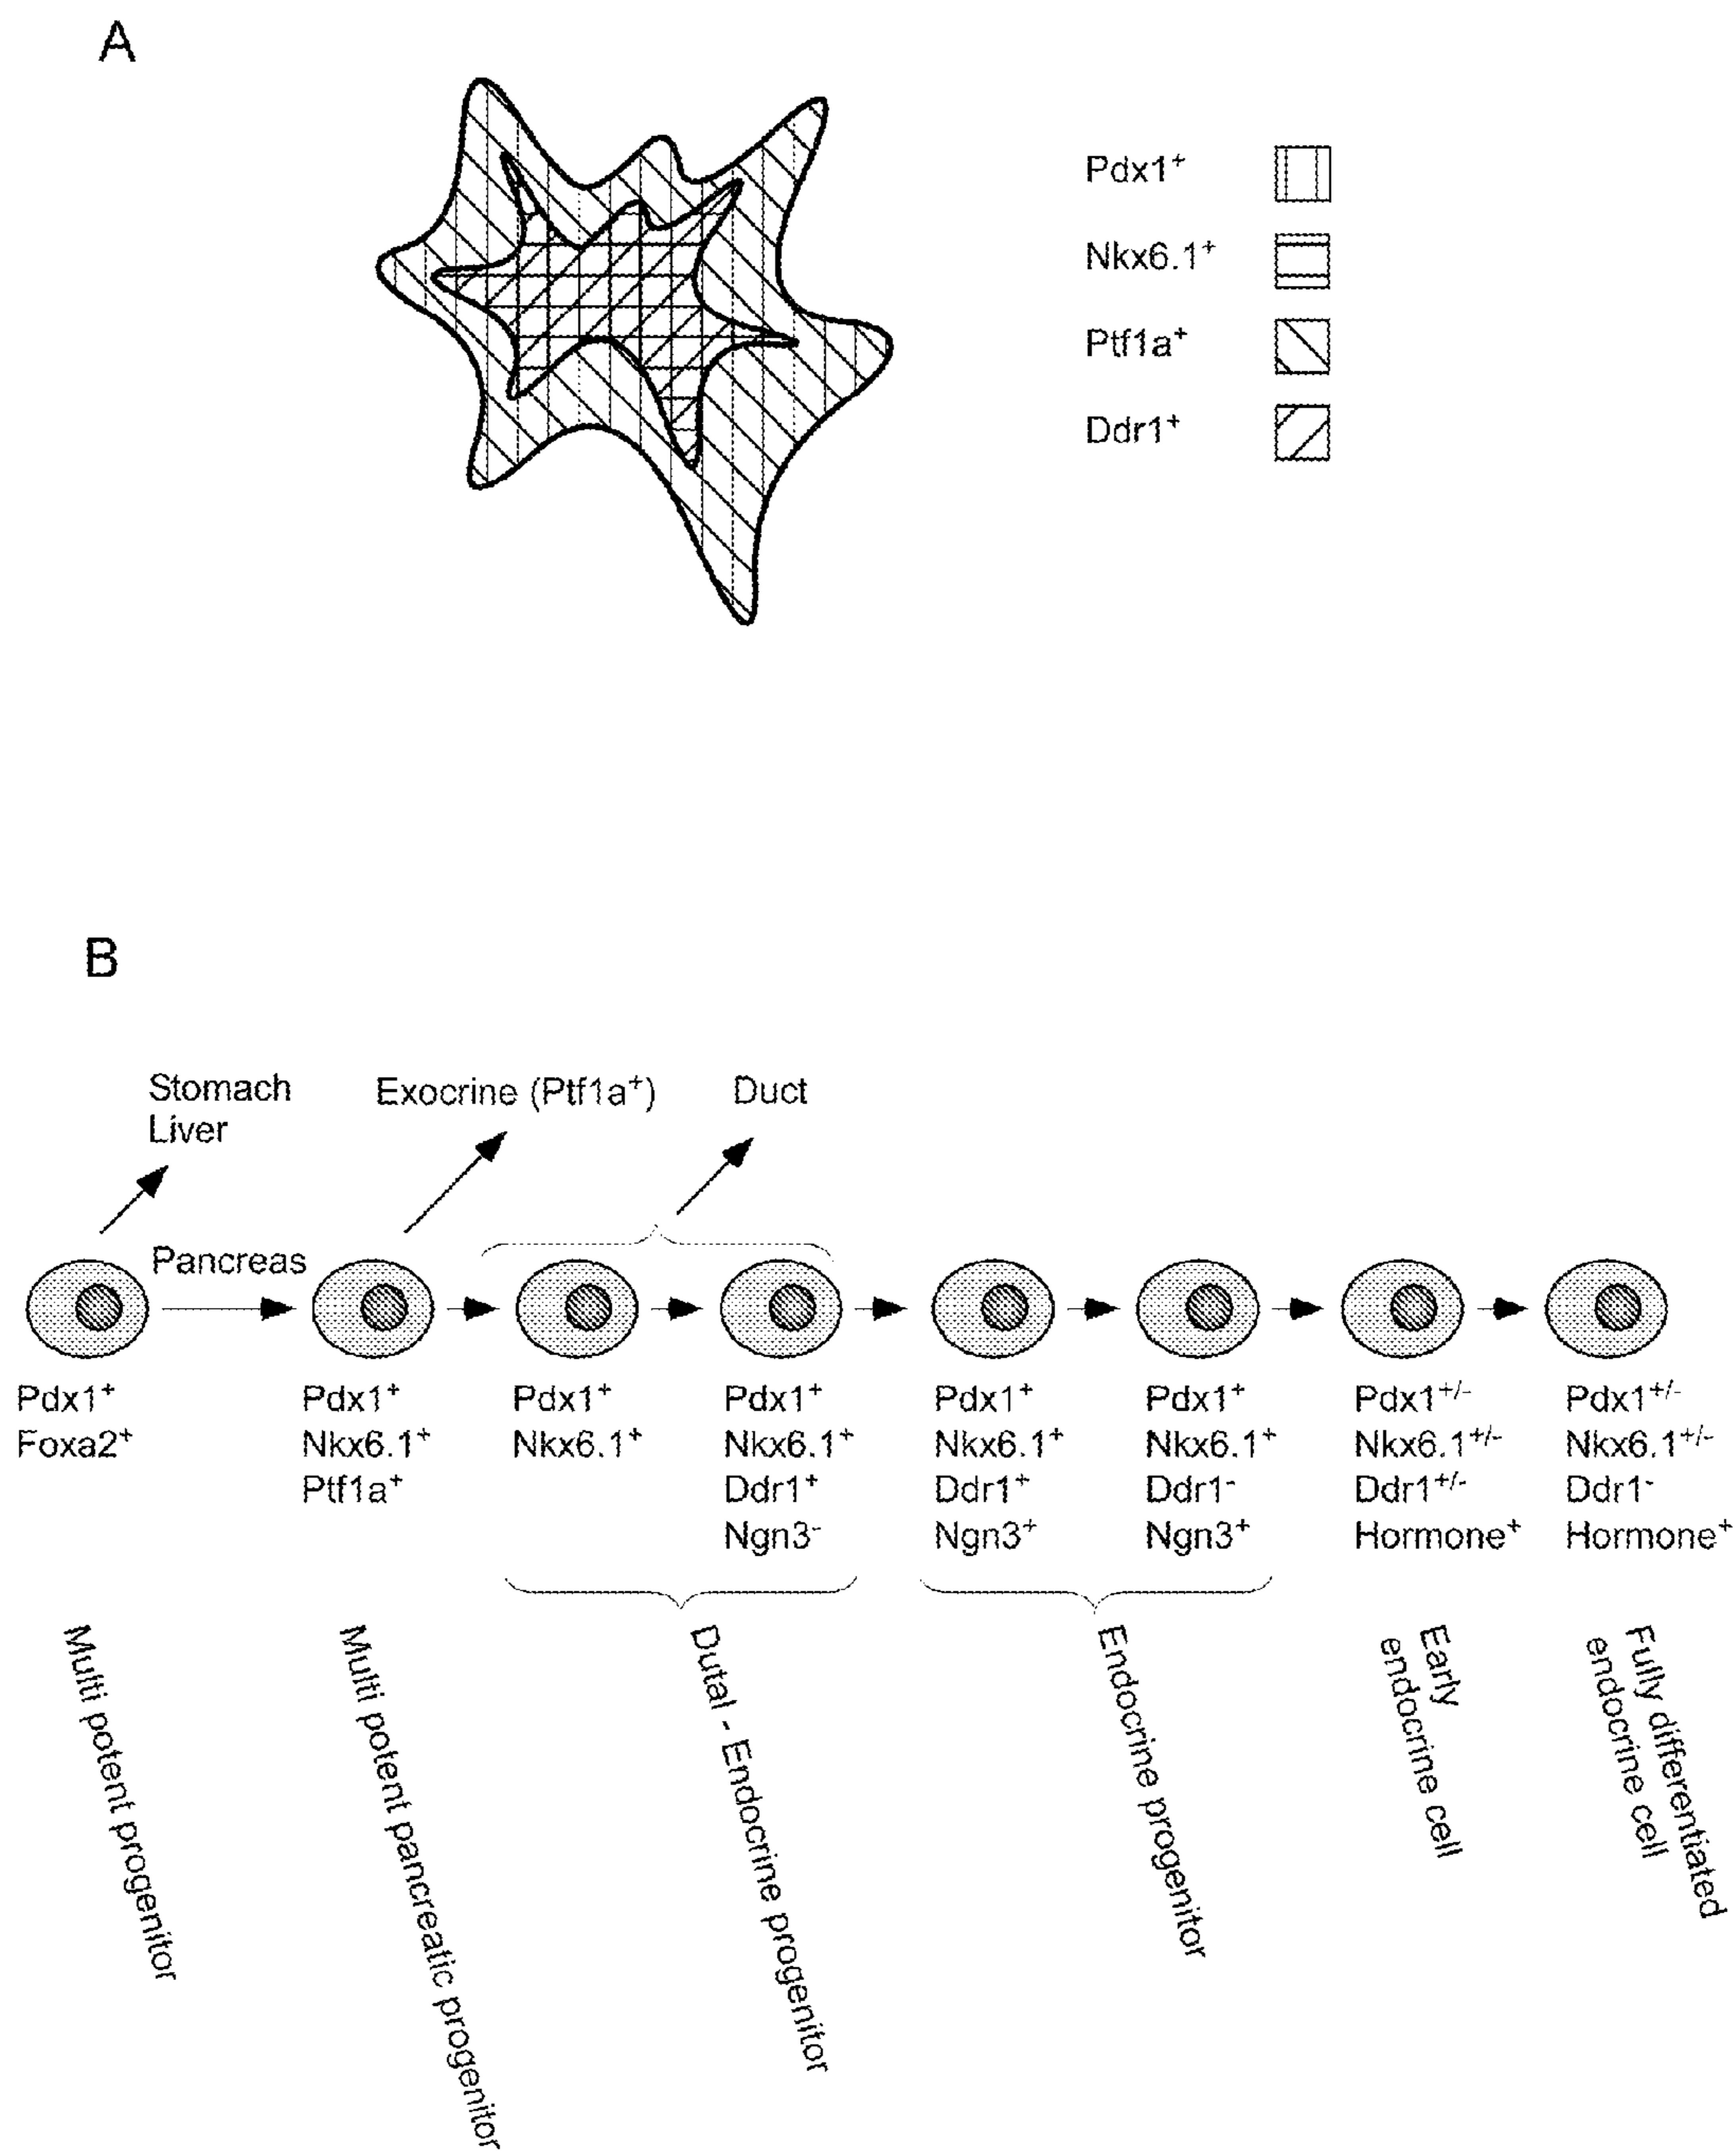 A
Pdx1⁺
Nkx6.1⁺
Ptf1a⁺
Ddr1⁺
B
Stomach
Liver
Exocrine (Ptf1a⁺)
Duct
Pancreas
Pdx1⁺
Foxa2⁺
Pdx1⁺
Nkx6.1⁺
Ptf1a⁺
Pdx1⁺
Nkx6.1⁺
Pdx1⁺
Nkx6.1⁺
Ddr1⁺
Ngn3⁻
Pdx1⁺
Nkx6.1⁺
Ddr1⁺
Ngn3⁺
Pdx1⁺
Nkx6.1⁺
Ddr1⁻
Ngn3⁺
Pdx1⁺/⁻
Nkx6.1⁺/⁻
Ddr1⁺/⁻
Hormone⁺
Pdx1⁺/⁻
Nkx6.1⁺/⁻
Ddr1⁻
Hormone⁺
Multi potent progenitor
Multi potent pancreatic progenitor
Dutal - Endocrine progenitor
Endocrine progenitor
Early
endocrine cell
Fully differentiated
endocrine cell